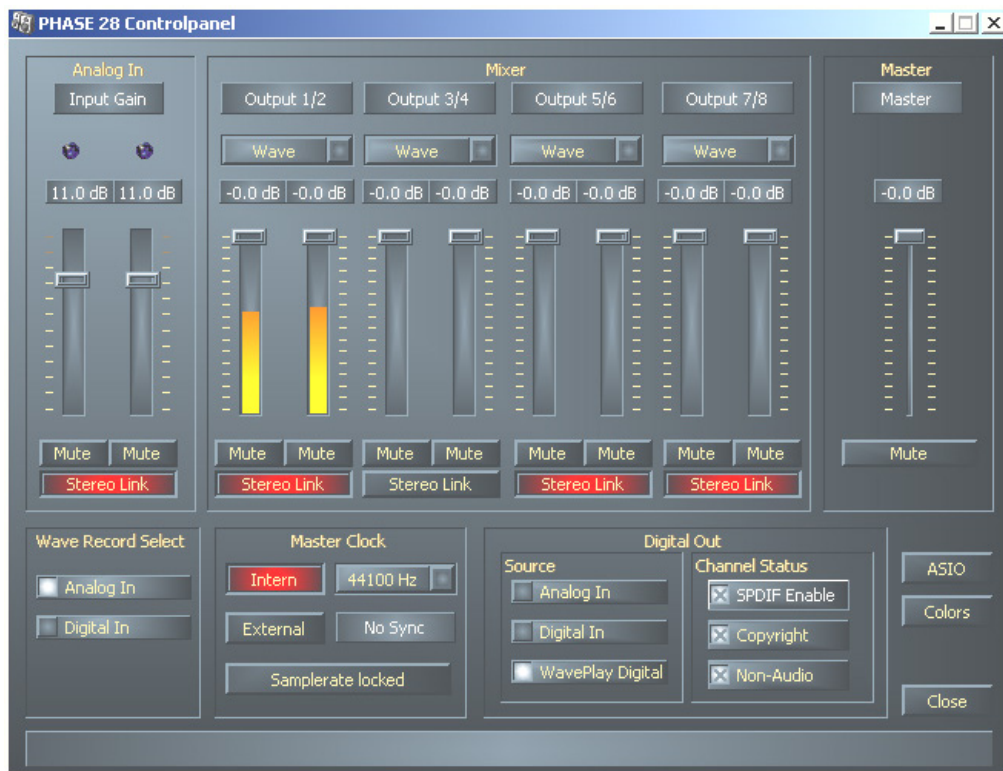 PHASE 28 Controlpanel
Analog In
Mixer
Master
Input Gain
Output 1/2
Output 3/4
Output 5/6
Output 7/8
Master
Wave
Wave
Wave
Wave
11.0 dB 11.0 dB
-0.0 dB -0.0 dB
-0.0 dB -0.0 dB
-0.0 dB -0.0 dB
-0.0 dB -0.0 dB
-0.0 dB
Mute Mute
Mute Mute
Mute Mute
Mute Mute
Mute Mute
Mute
Stereo Link
Stereo Link
Stereo Link
Stereo Link
Stereo Link
Wave Record Select
Analog In
Digital In
Master Clock
Intern
44100 Hz
External
No Sync
Samplerate locked
Digital Out
Source
Analog In
Digital In
WavePlay Digital
Channel Status
SPDIF Enable
Copyright
Non-Audio
ASIO
Colors
Close